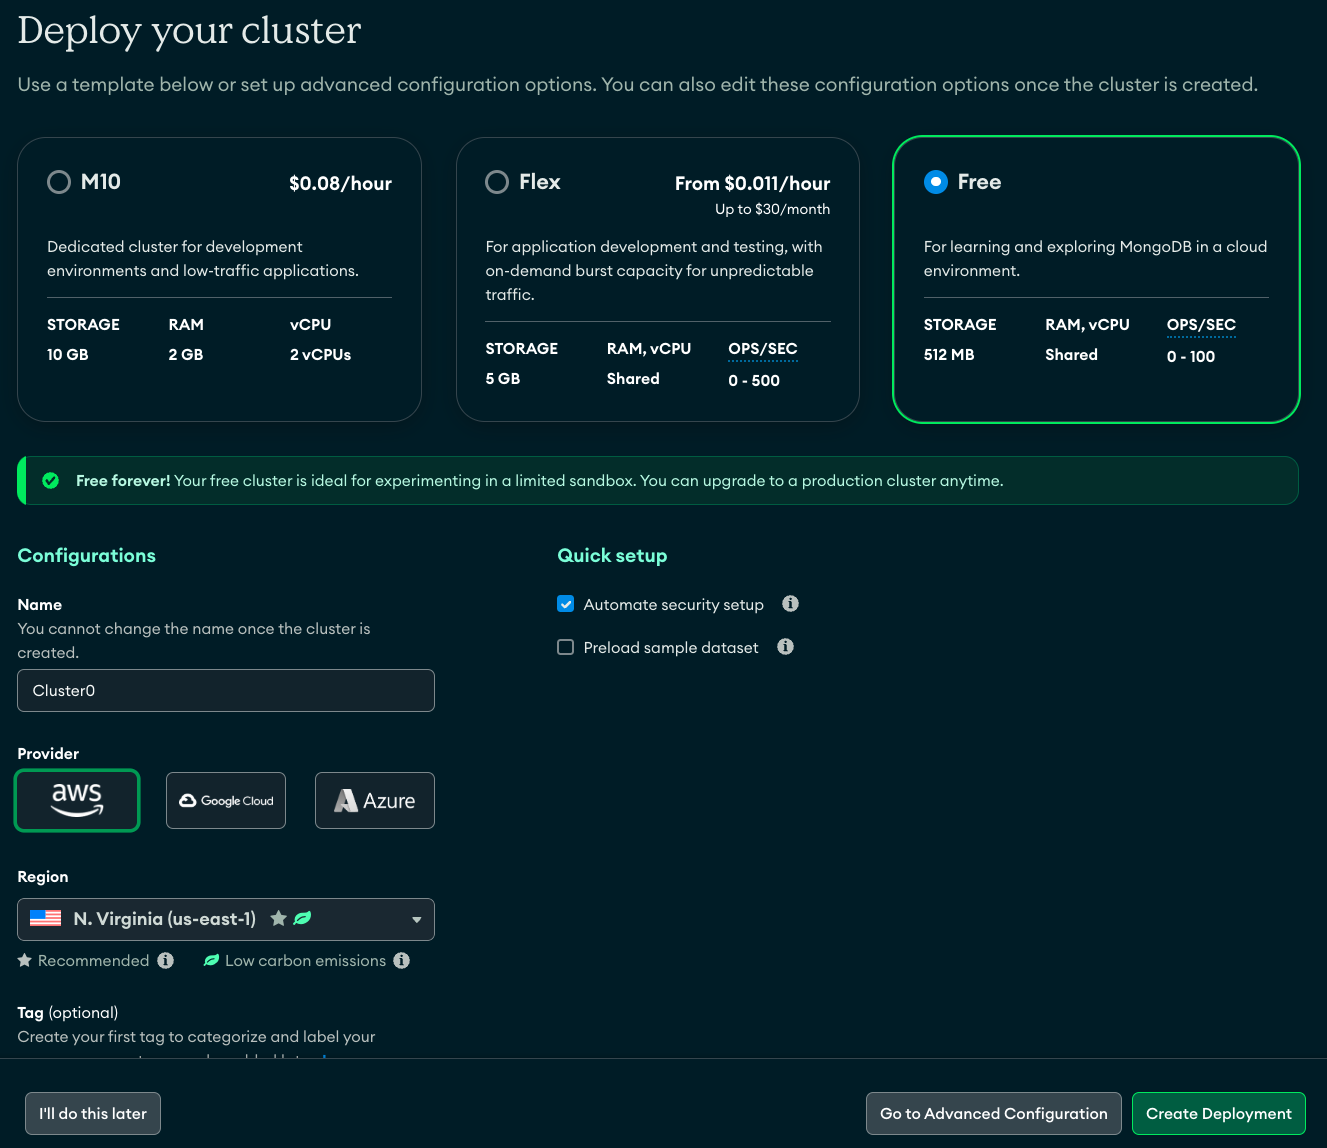 Deploy your cluster
Use a template below or set up advanced configuration options. You can also edit these configuration options once the cluster is created.
M10
$0.08/hour
Dedicated cluster for development
environments and low-traffic applications.
STORAGE RAM vCPU
10 GB 2 GB 2 vCPUs
Flex
From $0.011/hour
Up to $30/month
For application development and testing, with
on-demand burst capacity for unpredictable
traffic.
STORAGE RAM, vCPU OPS/SEC
5 GB Shared 0 - 500
Free
For learning and exploring MongoDB in a cloud
environment.
STORAGE RAM, vCPU OPS/SEC
512 MB Shared 0 - 100
Free forever! Your free cluster is ideal for experimenting in a limited sandbox. You can upgrade to a production cluster anytime.
Configurations
Name
You cannot change the name once the cluster is
created.
Cluster0
Provider
aws Google Cloud Azure
Region
N. Virginia (us-east-1)
Recommended Low carbon emissions
Tag (optional)
Create your first tag to categorize and label your
Quick setup
Automate security setup
Preload sample dataset
I'll do this later
Go to Advanced Configuration
Create Deployment